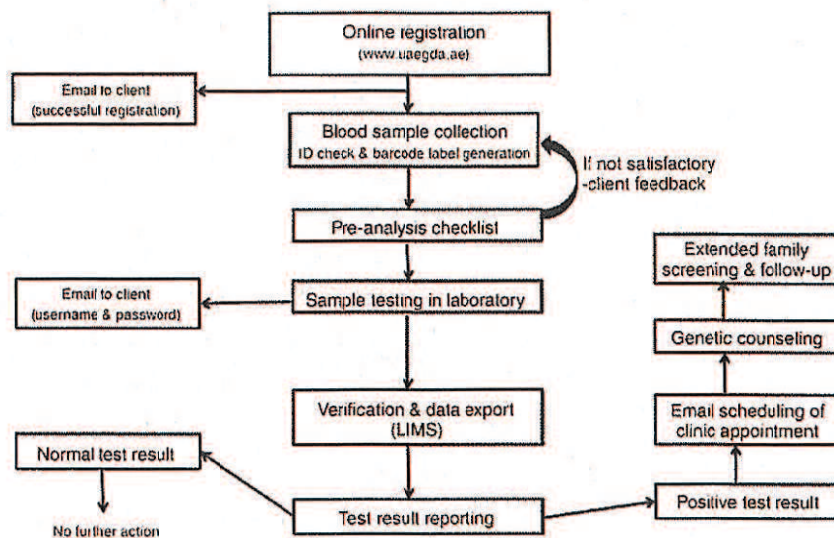 Online registration
(www.uaegda.ae)
Email to client
(successful registration)
Blood sample collection
ID check & barcode label generation
If not satisfactory
-client feedback
Pre-analysis checklist
Extended family
screening & follow-up
Email to client
(username & password)
Sample testing in laboratory
Genetic counseling
Verification & data export
(LIMS)
Email scheduling of
clinic appointment
Normal test result
Positive test result
Test result reporting
No further action